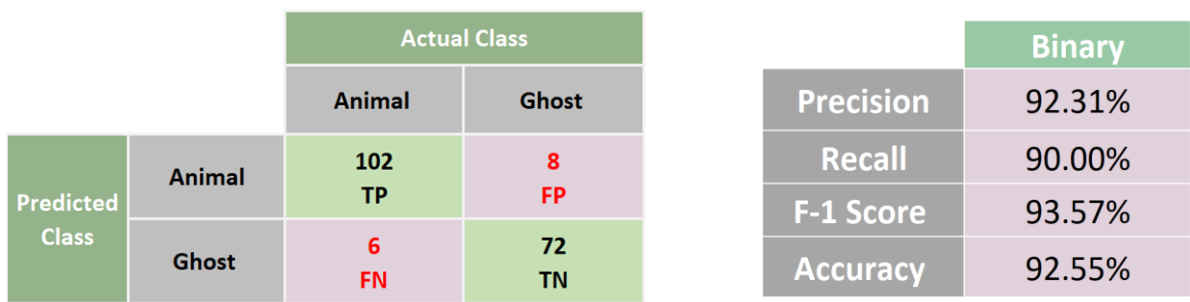 Actual Class
Animal Ghost
Predicted Class
Animal
102
TP
8
FP
Ghost
6
FN
72
TN
Binary
Precision 92.31%
Recall 90.00%
F-1 Score 93.57%
Accuracy 92.55%